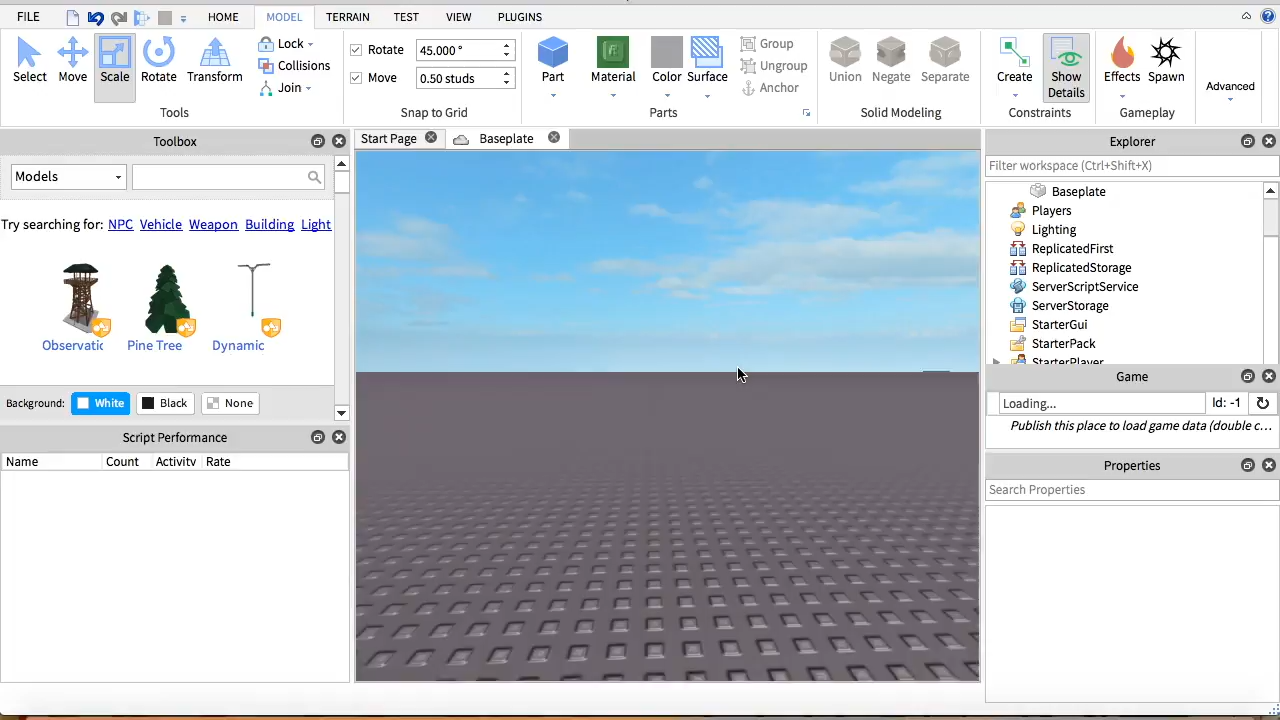 FILE HOME MODEL TERRAIN TEST VIEW PLUGINS
Select Move Scale Rotate Transform
Lock
Collisions
Join
Tools
Rotate 45.000 °
Move 0.50 studs
Snap to Grid
Part Material Color Surface
Group
Ungroup
Anchor
Parts
Union Negate Separate
Solid Modeling
Create Show Details
Constraints
Effects Spawn
Gameplay
Advanced
Toolbox
Models
Try searching for: NPC Vehicle Weapon Building Light
Observatic Pine Tree Dynamic
Background: White Black None
Script Performance
Name Count Activity Rate
Start Page Baseplate
Explorer
Filter workspace (Ctrl+Shift+X)
Baseplate
Players
Lighting
ReplicatedFirst
ReplicatedStorage
ServerScriptService
ServerStorage
StarterGui
StarterPack
StarterPlayer
Game
Loading... Id: -1
Publish this place to load game data (double c...
Properties
Search Properties